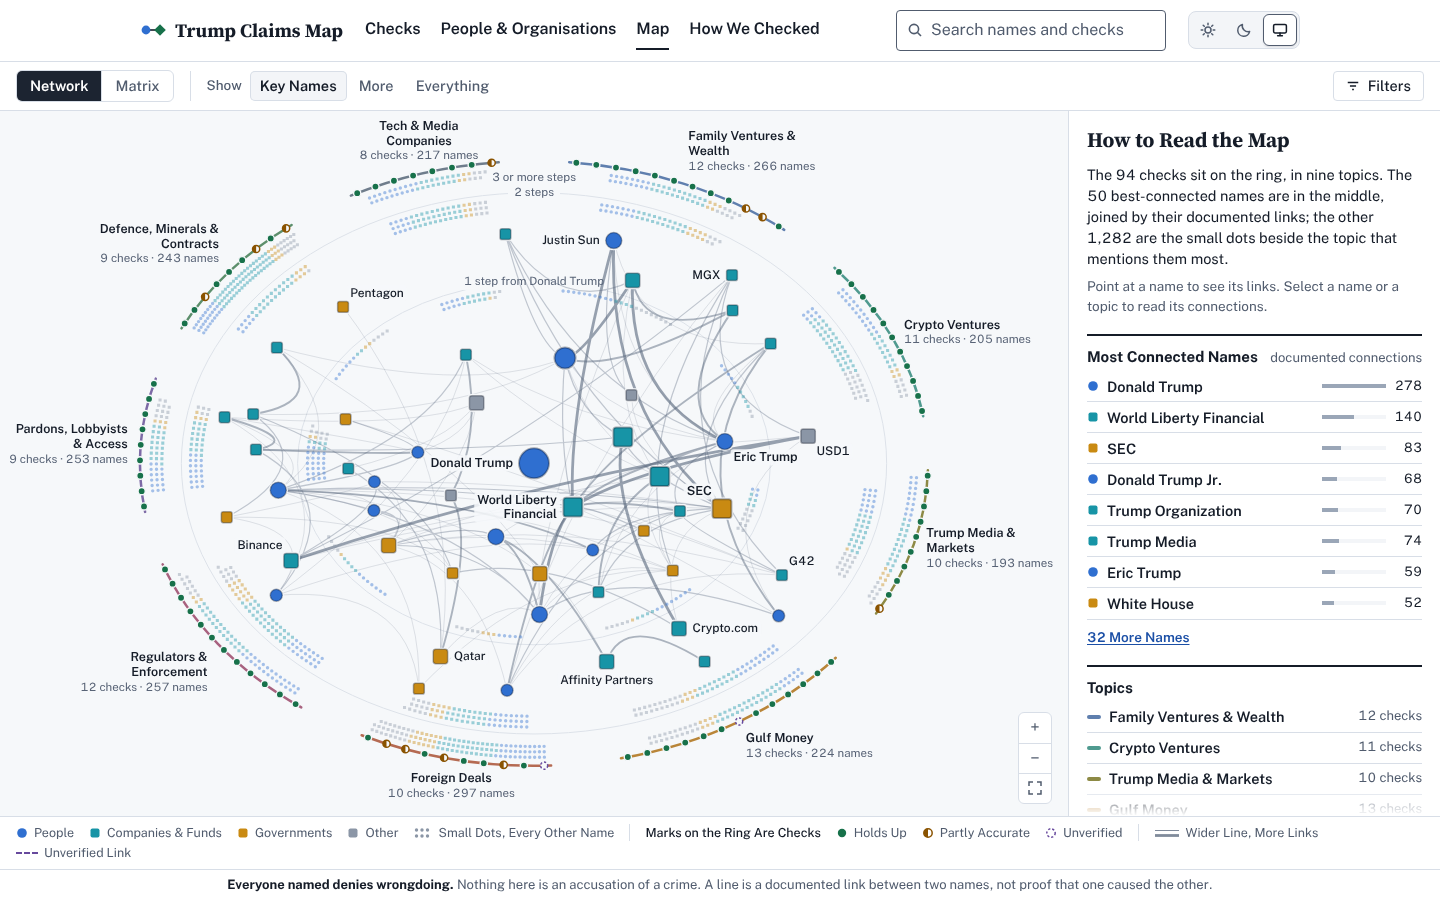 Trump Claims Map
Checks
People & Organisations
Map
How We Checked
Search names and checks
Network
Matrix
Show
Key Names
More
Everything
Filters
Tech & Media
Companies
8 checks · 217 names
Family Ventures &
Wealth
12 checks · 266 names
3 or more steps
2 steps
Defence, Minerals &
Contracts
9 checks · 243 names
Justin Sun
MGX
1 step from Donald Trump
Pentagon
Crypto Ventures
11 checks · 205 names
Pardons, Lobbyists
& Access
9 checks · 253 names
Donald Trump
Eric Trump
USD1
World Liberty
Financial
SEC
Binance
Trump Media &
Markets
10 checks · 193 names
G42
Crypto.com
Qatar
Affinity Partners
Regulators &
Enforcement
12 checks · 257 names
Gulf Money
13 checks · 224 names
Foreign Deals
10 checks · 297 names
+
−
How to Read the Map
The 94 checks sit on the ring, in nine topics. The
50 best-connected names are in the middle,
joined by their documented links; the other
1,282 are the small dots beside the topic that
mentions them most.
Point at a name to see its links. Select a name or a
topic to read its connections.
Most Connected Names documented connections
Donald Trump 278
World Liberty Financial 140
SEC 83
Donald Trump Jr. 68
Trump Organization 70
Trump Media 74
Eric Trump 59
White House 52
32 More Names
Topics
Family Ventures & Wealth 12 checks
Crypto Ventures 11 checks
Trump Media & Markets 10 checks
Gulf Money 13 checks
People
Companies & Funds
Governments
Other
Small Dots, Every Other Name
Marks on the Ring Are Checks
Holds Up
Partly Accurate
Unverified
Wider Line, More Links
Unverified Link
Everyone named denies wrongdoing. Nothing here is an accusation of a crime. A line is a documented link between two names, not proof that one caused the other.